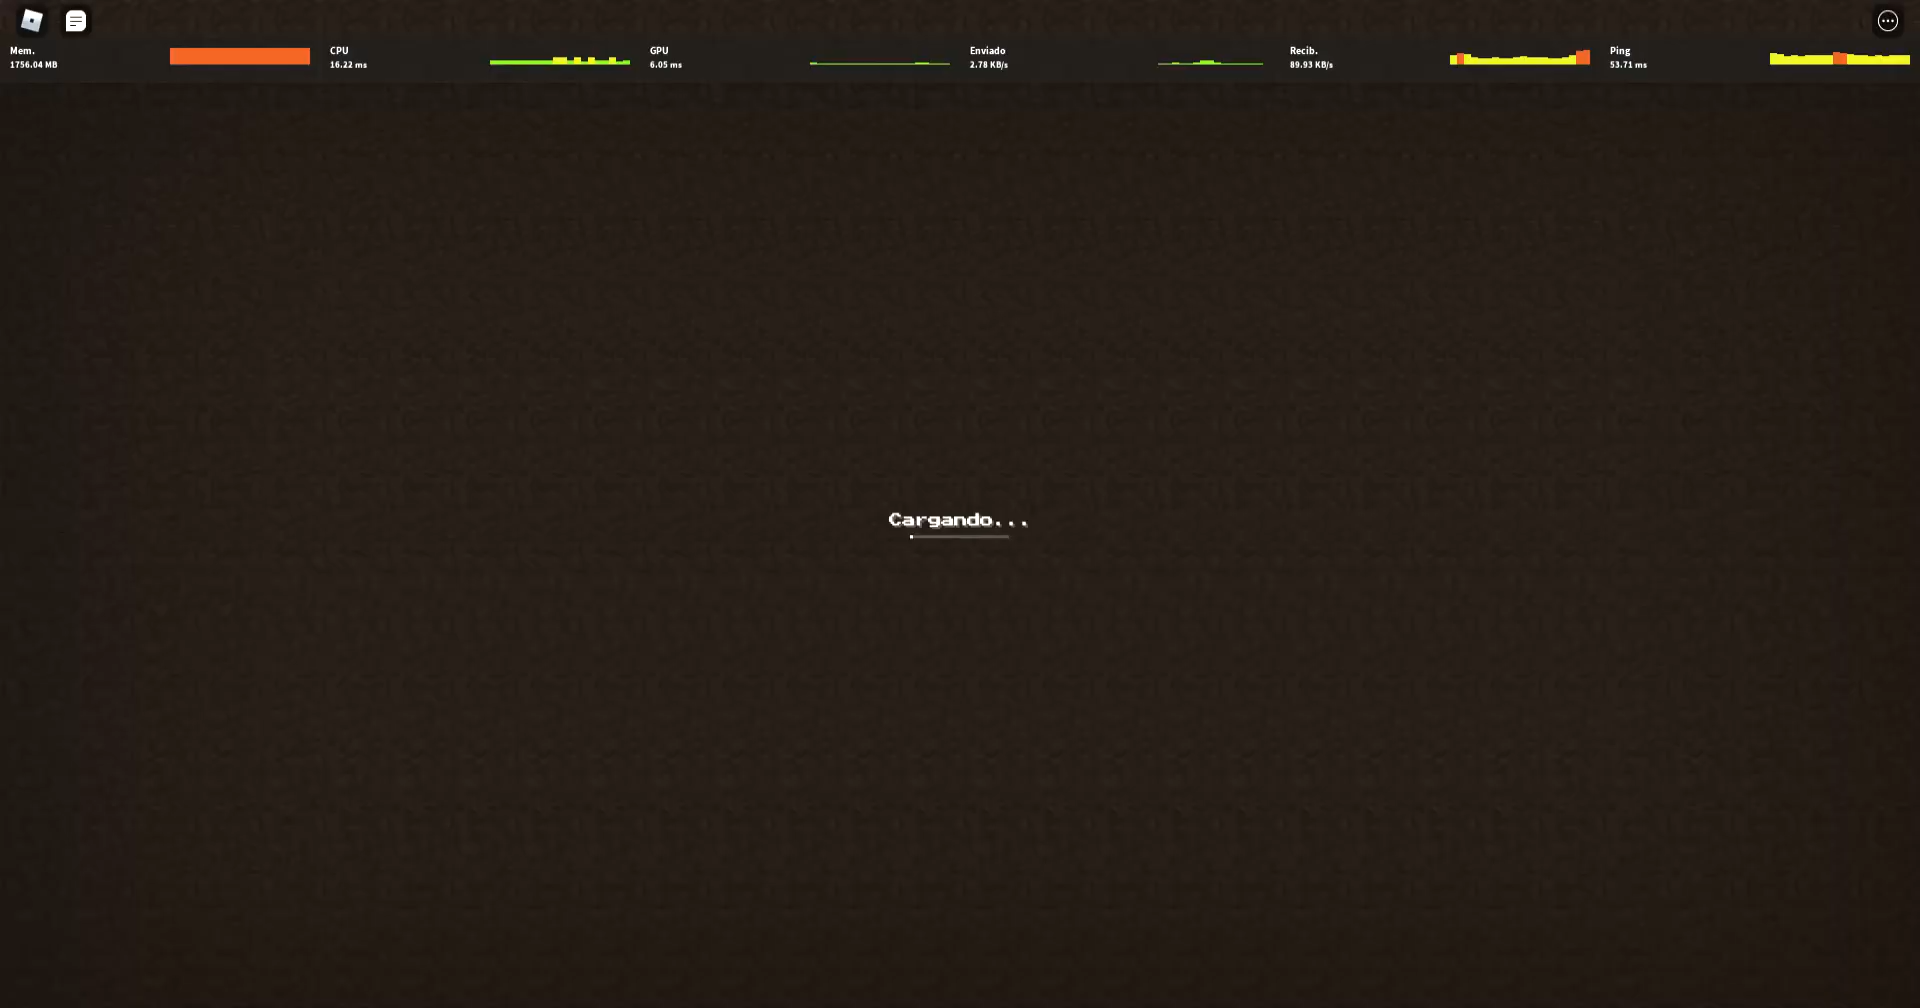 Mem.
1756.04 MB
CPU
16.22 ms
GPU
6.05 ms
Enviado
2.78 KB/s
Recib.
89.93 KB/s
Ping
53.71 ms
Cargando...